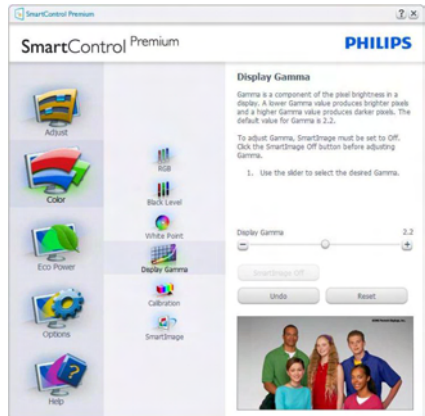 SmartControl Premium
SmartControl Premium
PHILIPS
Adjust
Color
Eco Power
Options
Help
RGB
Black Level
White Point
Display Gamma
Calibration
SmartImage
Display Gamma
Gamma is a component of the pixel brightness in a
display. A lower Gamma value produces brighter pixels
and a higher Gamma value produces darker pixels. The
default value for Gamma is 2.2.
To adjust Gamma, SmartImage must be set to Off.
Click the SmartImage Off button before adjusting
Gamma.
1. Use the slider to select the desired Gamma.
Display Gamma 2.2
SmartImage Off
Undo Reset